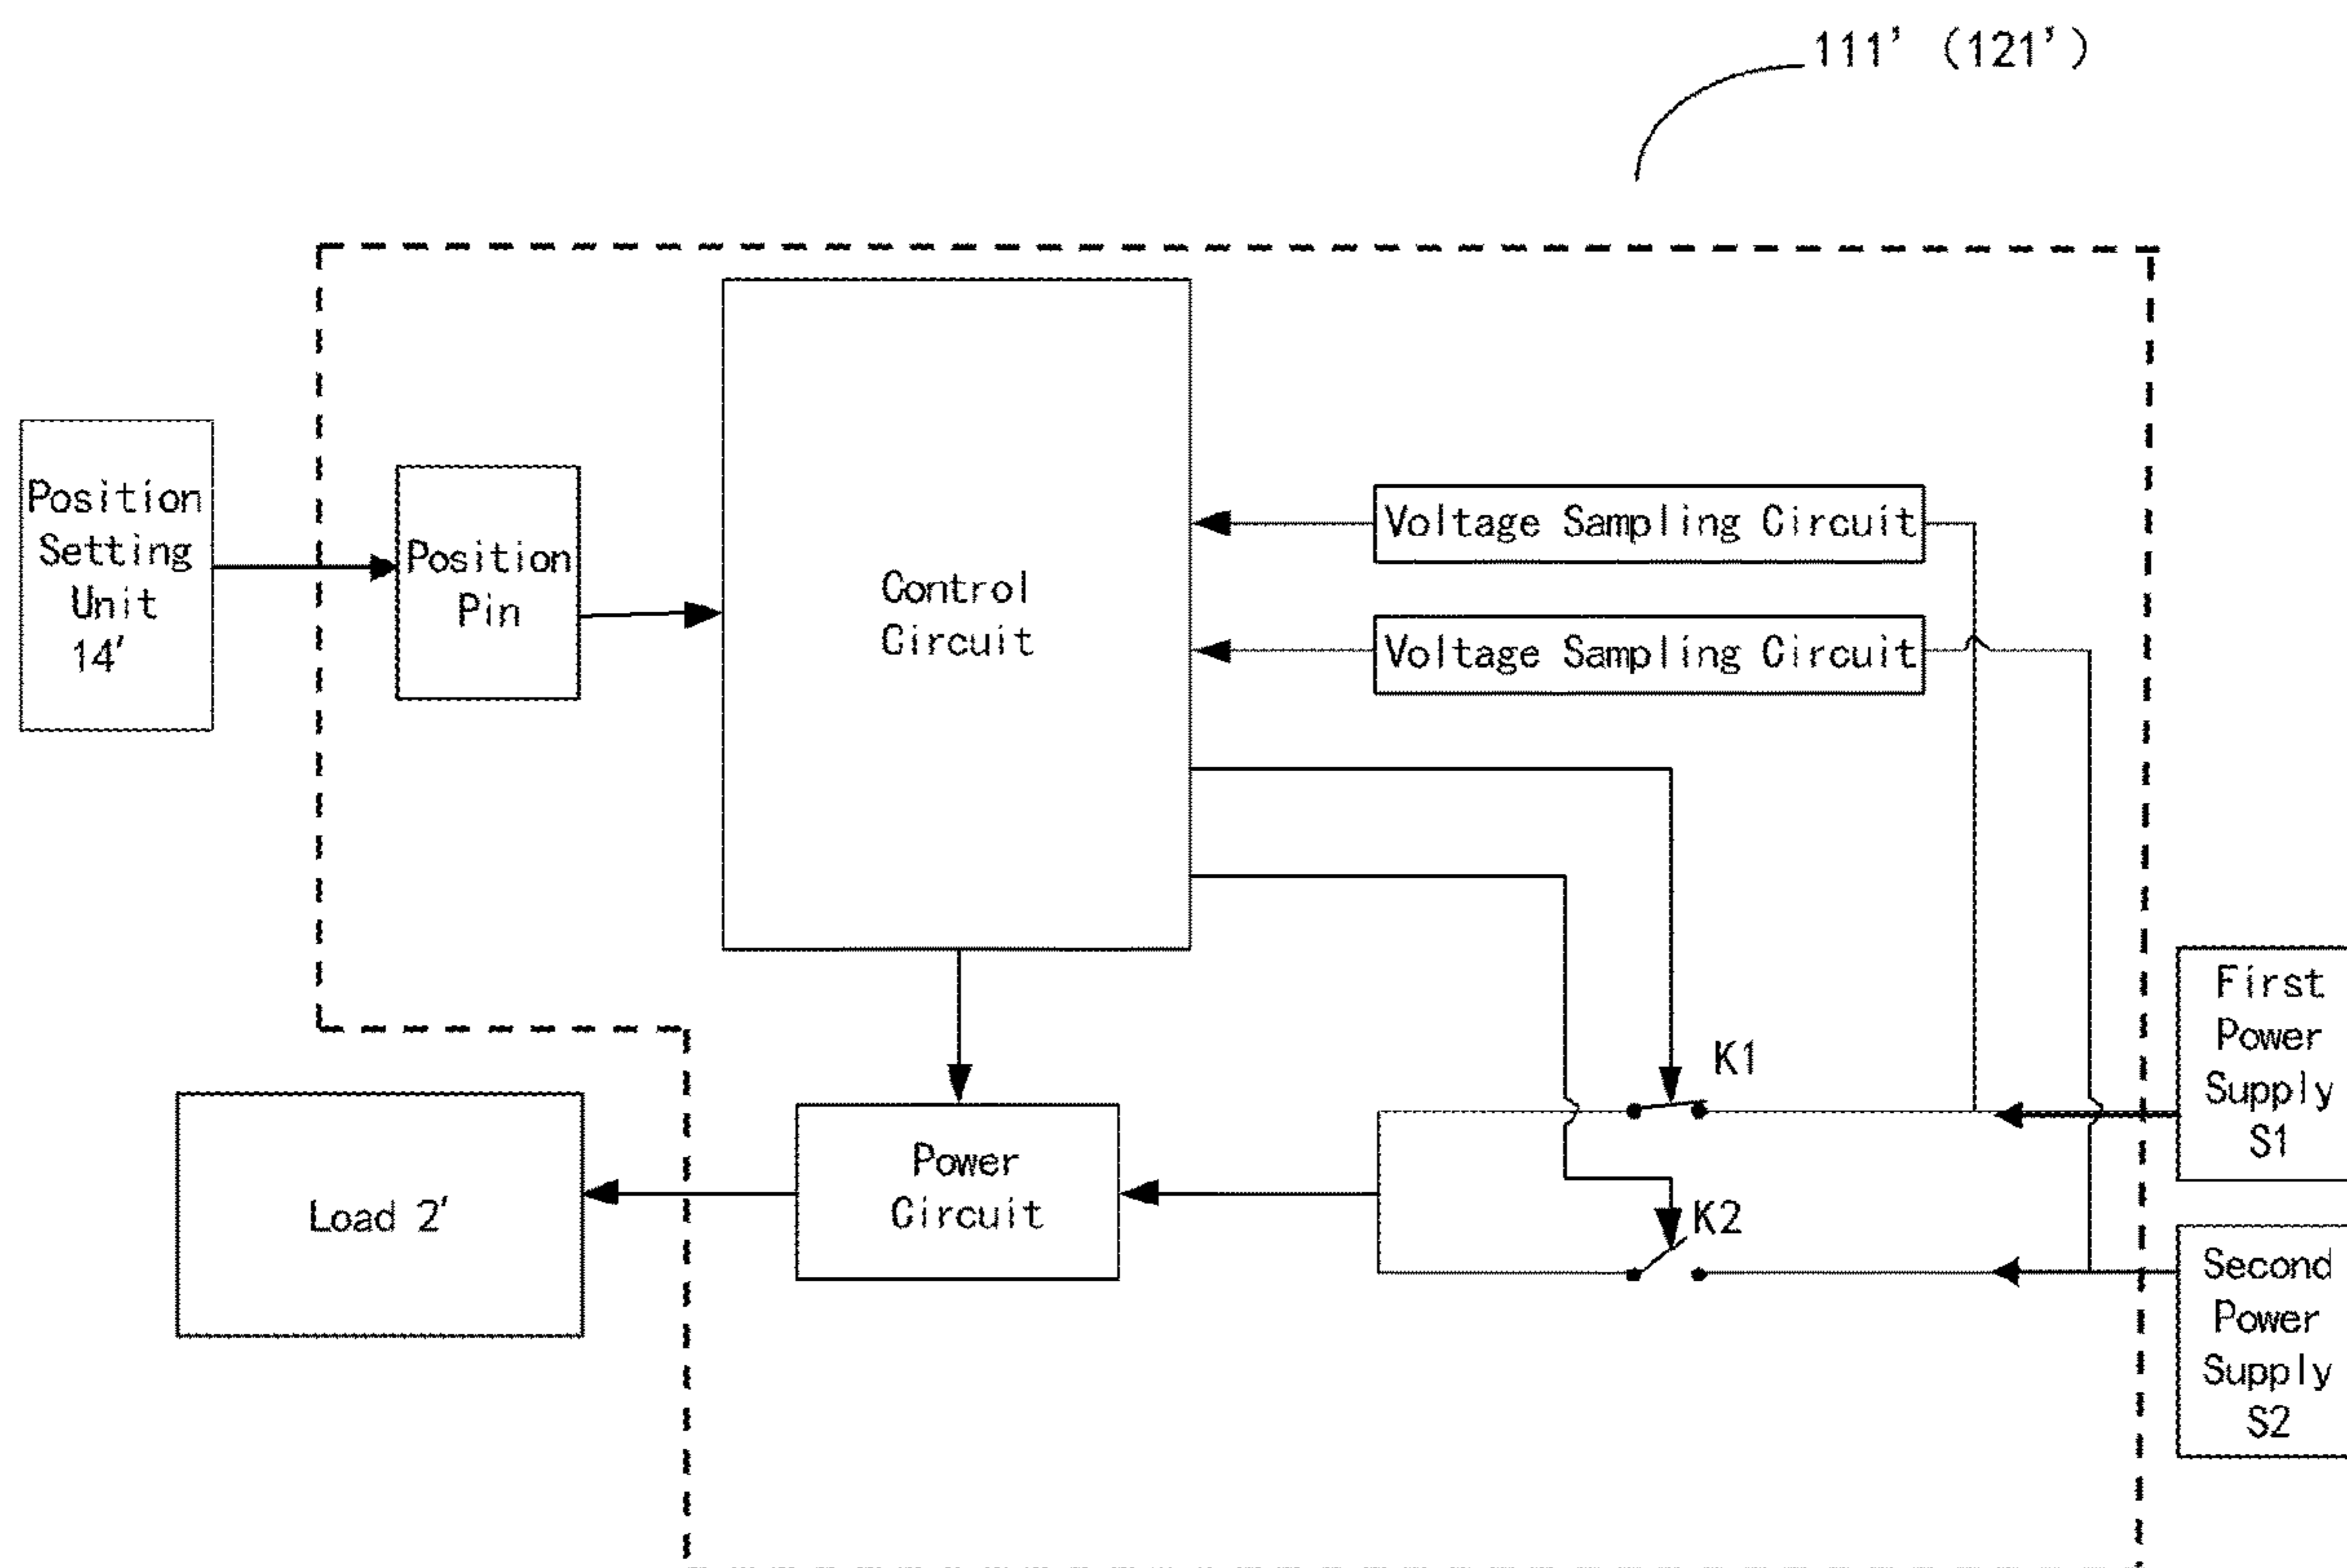 111' (121')
Position
Setting
Unit
14'
Position
Pin
Control
Circuit
Voltage Sampling Circuit
Voltage Sampling Circuit
K1
K2
First
Power
Supply
S1
Second
Power
Supply
S2
Power
Circuit
Load 2'